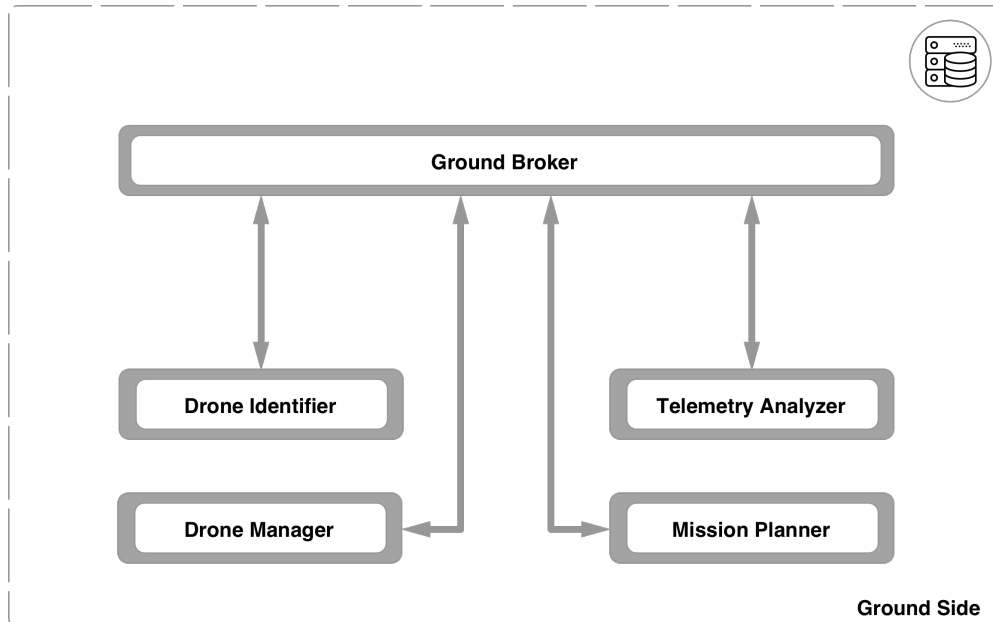 Ground Broker
Drone Identifier
Telemetry Analyzer
Drone Manager
Mission Planner
Ground Side